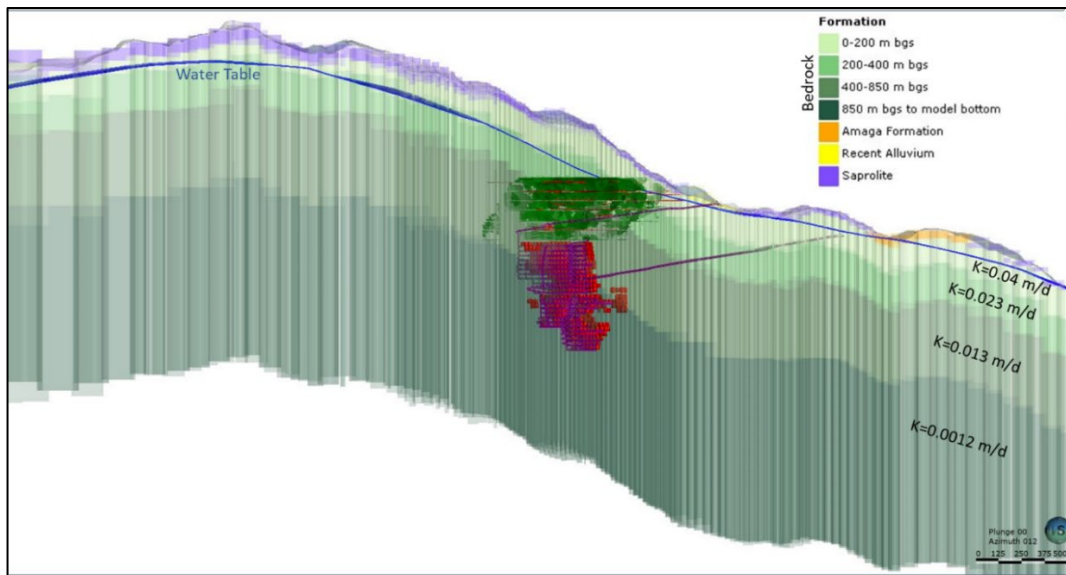 Formation
0-200 m bgs
200-400 m bgs
400-850 m bgs
850 m bgs to model bottom
Bedrock
Amaga Formation
Recent Alluvium
Saprolite
Water Table
K=0.04 m/d
K=0.023 m/d
K=0.013 m/d
K=0.0012 m/d
Plunge 00
Azimuth 012
0 125 250 375 500